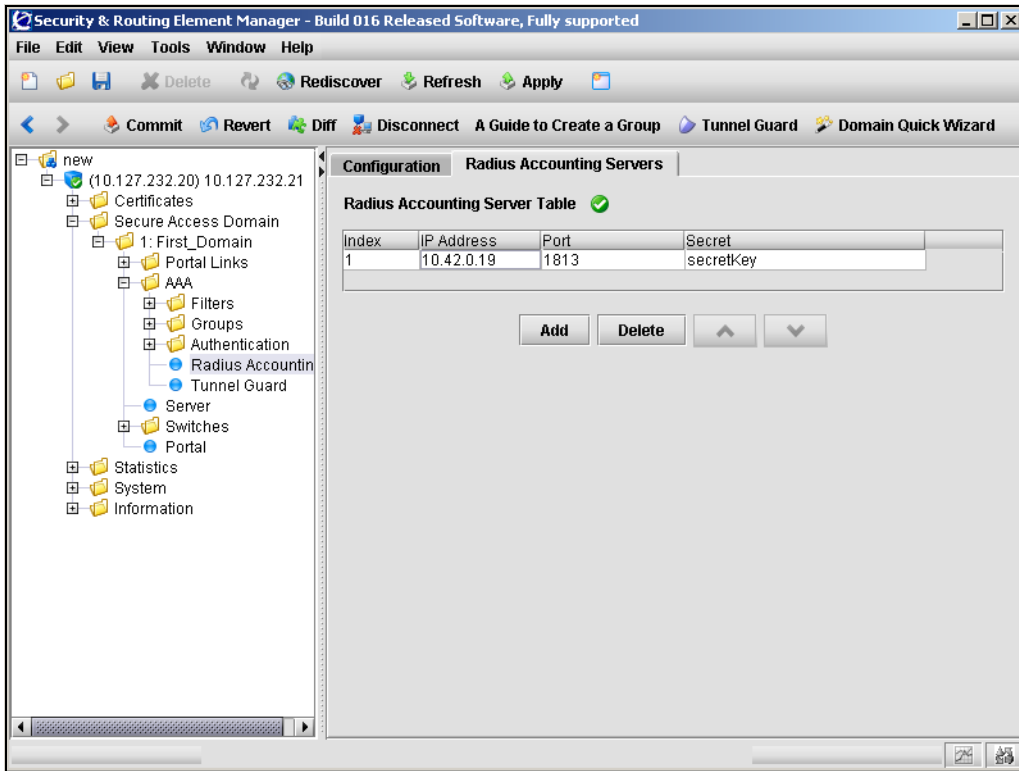 Security & Routing Element Manager - Build 016 Released Software, Fully supported
File Edit View Tools Window Help
Delete Rediscover Refresh Apply
Commit Revert Diff Disconnect A Guide to Create a Group Tunnel Guard Domain Quick Wizard
new
(10.127.232.20) 10.127.232.21
Certificates
Secure Access Domain
1: First_Domain
Portal Links
AAA
Filters
Groups
Authentication
Radius Accountin
Tunnel Guard
Server
Switches
Portal
Statistics
System
Information
Configuration Radius Accounting Servers
Radius Accounting Server Table
Index IP Address Port Secret
1 10.42.0.19 1813 secretKey
Add Delete